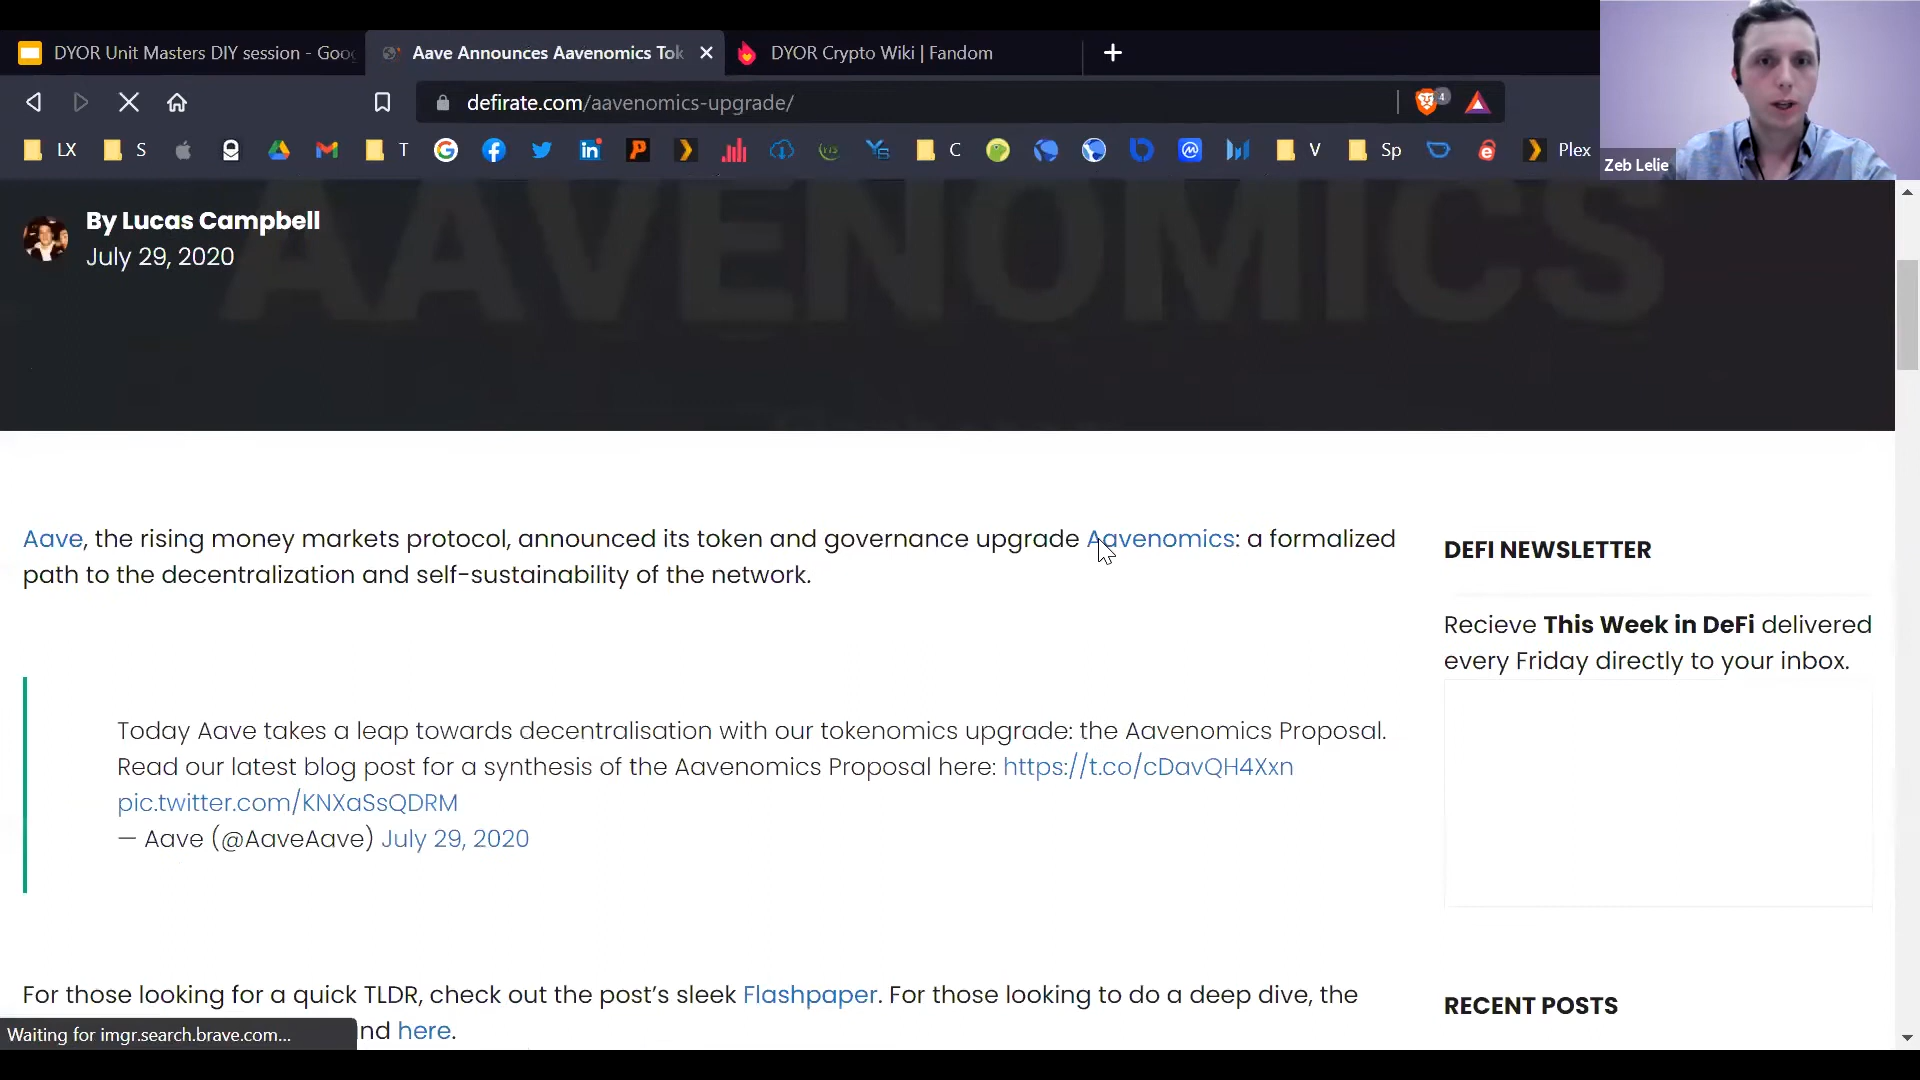 DYOR Unit Masters DIY session - Goo
Aave Announces Aavenomics Tok
DYOR Crypto Wiki | Fandom
defirate.com/aavenomics-upgrade/
4
LX
S
T
C
V
Sp
Plex
Zeb Lelie
AAVENOMICS
By Lucas Campbell
July 29, 2020
Aave, the rising money markets protocol, announced its token and governance upgrade Aavenomics: a formalized
path to the decentralization and self-sustainability of the network.
Today Aave takes a leap towards decentralisation with our tokenomics upgrade: the Aavenomics Proposal.
Read our latest blog post for a synthesis of the Aavenomics Proposal here: https://t.co/cDavQH4Xxn
pic.twitter.com/KNXaSsQDRM
— Aave (@AaveAave) July 29, 2020
For those looking for a quick TLDR, check out the post's sleek Flashpaper. For those looking to do a deep dive, the
nd here.
DEFI NEWSLETTER
Recieve This Week in DeFi delivered
every Friday directly to your inbox.
RECENT POSTS
Waiting for imgr.search.brave.com...